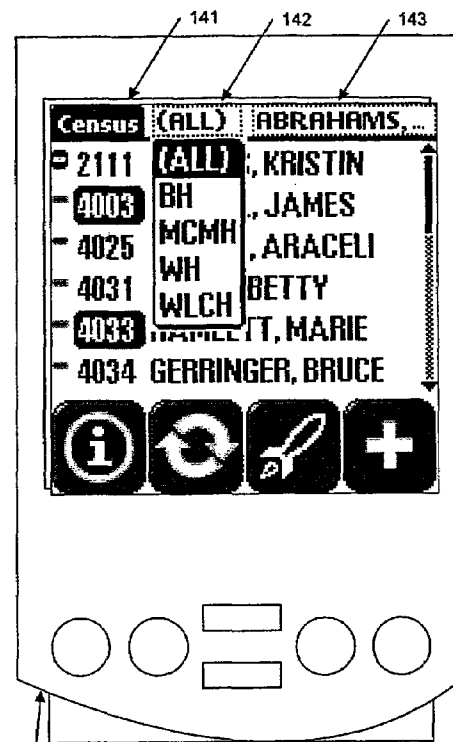 141 142 143
Census (ALL) ABRAHAMS,...
2111 (ALL) , KRISTIN
4003 BH ., JAMES
4025 MCMH , ARACELI
4031 WH BETTY
4033 WLCH TT, MARIE
4034 GERRINGER, BRUCE